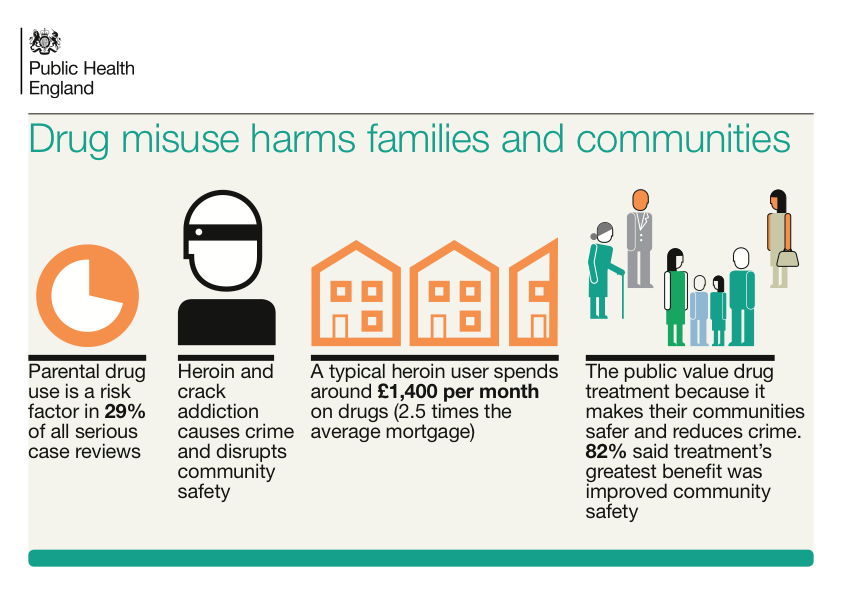 Public Health
England
Drug misuse harms families and communities
Parental drug
use is a risk
factor in 29%
of all serious
case reviews
Heroin and
crack
addiction
causes crime
and disrupts
community
safety
A typical heroin user spends
around £1,400 per month
on drugs (2.5 times the
average mortgage)
The public value drug
treatment because it
makes their communities
safer and reduces crime.
82% said treatment's
greatest benefit was
improved community
safety